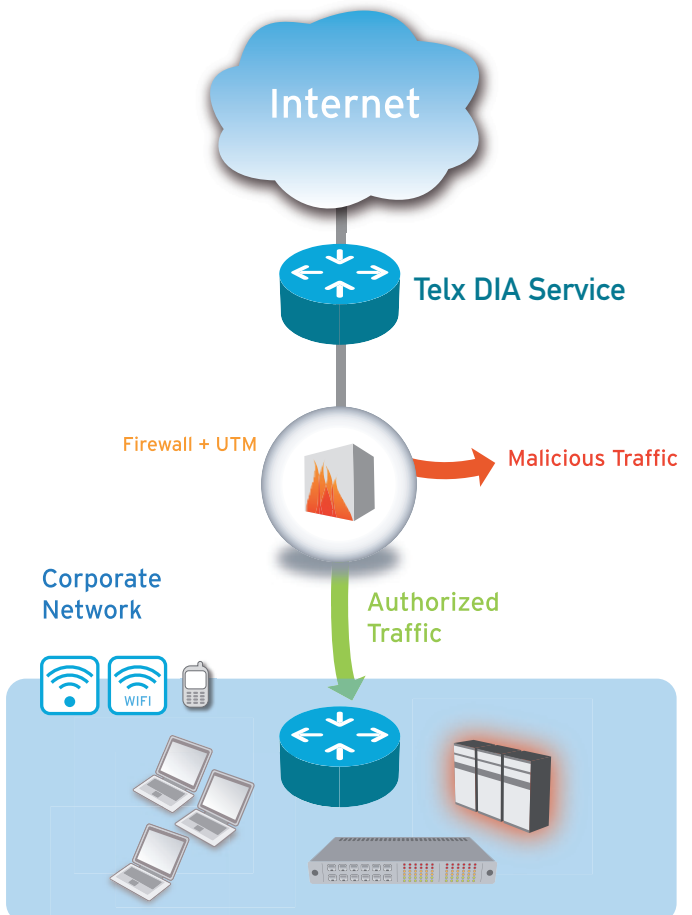 Internet
Telx DIA Service
Firewall + UTM
Malicious Traffic
Corporate
Network
Authorized
Traffic
WIFI